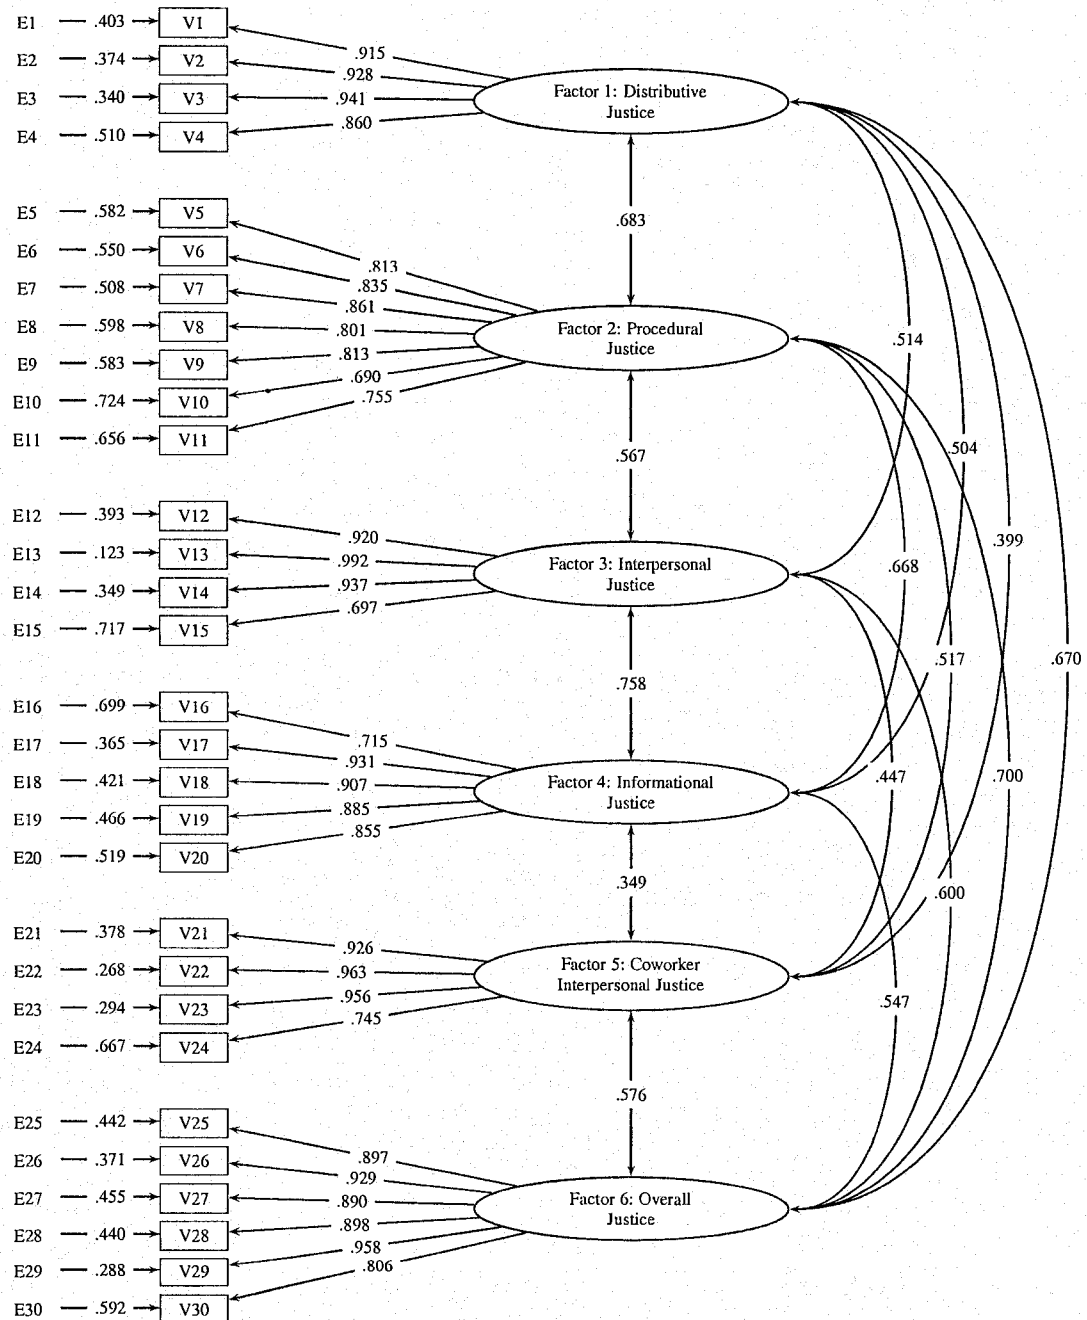 E1 .403 V1
.915
E2 .374 V2
.928
E3 .340 V3
.941
E4 .510 V4
.860
Factor 1: Distributive
Justice
.683
E5 .582 V5
.813
E6 .550 V6
.835
E7 .508 V7
.861
E8 .598 V8
.801
E9 .583 V9
.813
E10 .724 V10
.690
E11 .656 V11
.755
Factor 2: Procedural
Justice
.514
.504
.567
E12 .393 V12
.920
E13 .123 V13
.992
E14 .349 V14
.937
E15 .717 V15
.697
Factor 3: Interpersonal
Justice
.399
.668
.517
.670
.758
E16 .699 V16
.715
E17 .365 V17
.931
E18 .421 V18
.907
E19 .466 V19
.885
E20 .519 V20
.855
Factor 4: Informational
Justice
.447
.700
.349
.600
E21 .378 V21
.926
E22 .268 V22
.963
E23 .294 V23
.956
E24 .667 V24
.745
Factor 5: Coworker
Interpersonal Justice
.547
.576
E25 .442 V25
.897
E26 .371 V26
.929
E27 .455 V27
.890
E28 .440 V28
.898
E29 .288 V29
.958
E30 .592 V30
.806
Factor 6: Overall
Justice